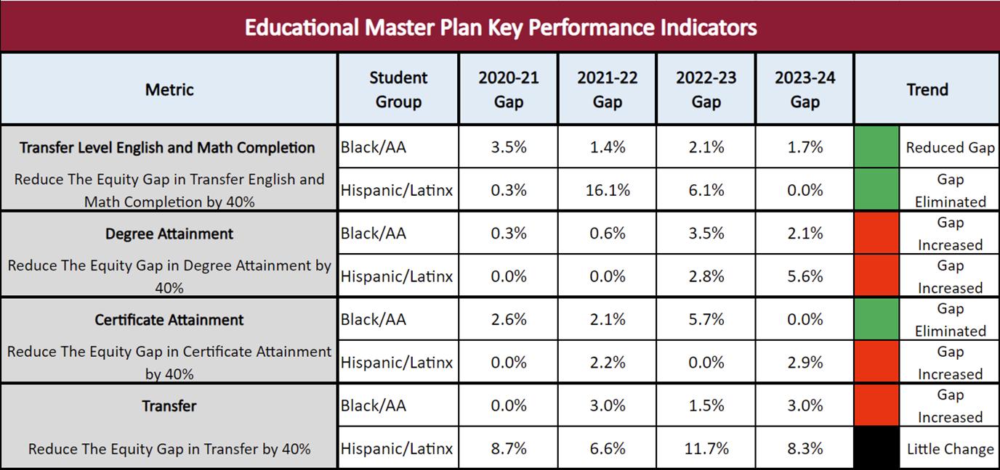 Educational Master Plan Key Performance Indicators
Metric
Student
Group
2020-21
Gap
2021-22
Gap
2022-23
Gap
2023-24
Gap
Trend
Transfer Level English and Math Completion
Reduce The Equity Gap in Transfer English and
Math Completion by 40%
Black/AA 3.5% 1.4% 2.1% 1.7% Reduced Gap
Hispanic/Latinx 0.3% 16.1% 6.1% 0.0% Gap
Eliminated
Degree Attainment
Reduce The Equity Gap in Degree Attainment by
40%
Black/AA 0.3% 0.6% 3.5% 2.1% Gap
Increased
Hispanic/Latinx 0.0% 0.0% 2.8% 5.6% Gap
Increased
Certificate Attainment
Reduce The Equity Gap in Certificate Attainment
by 40%
Black/AA 2.6% 2.1% 5.7% 0.0% Gap
Eliminated
Hispanic/Latinx 0.0% 2.2% 0.0% 2.9% Gap
Increased
Transfer
Reduce The Equity Gap in Transfer by 40%
Black/AA 0.0% 3.0% 1.5% 3.0% Gap
Increased
Hispanic/Latinx 8.7% 6.6% 11.7% 8.3% Little Change